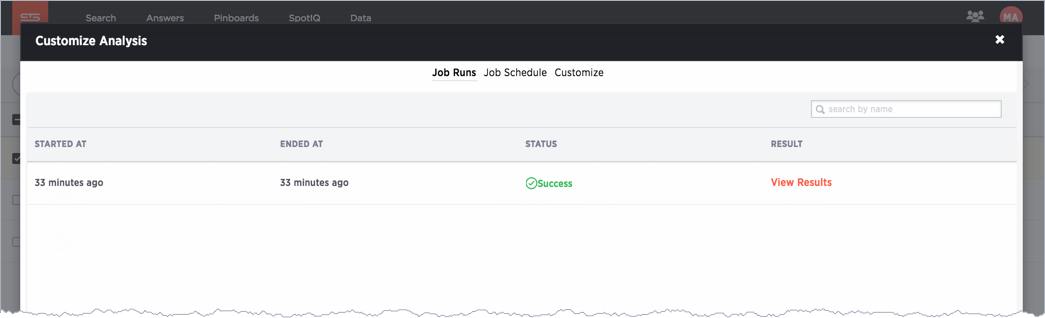 Search Answers Pinboards SpotIQ Data MA
Customize Analysis
Job Runs Job Schedule Customize
search by name
STARTED AT ENDED AT STATUS RESULT
33 minutes ago 33 minutes ago Success View Results